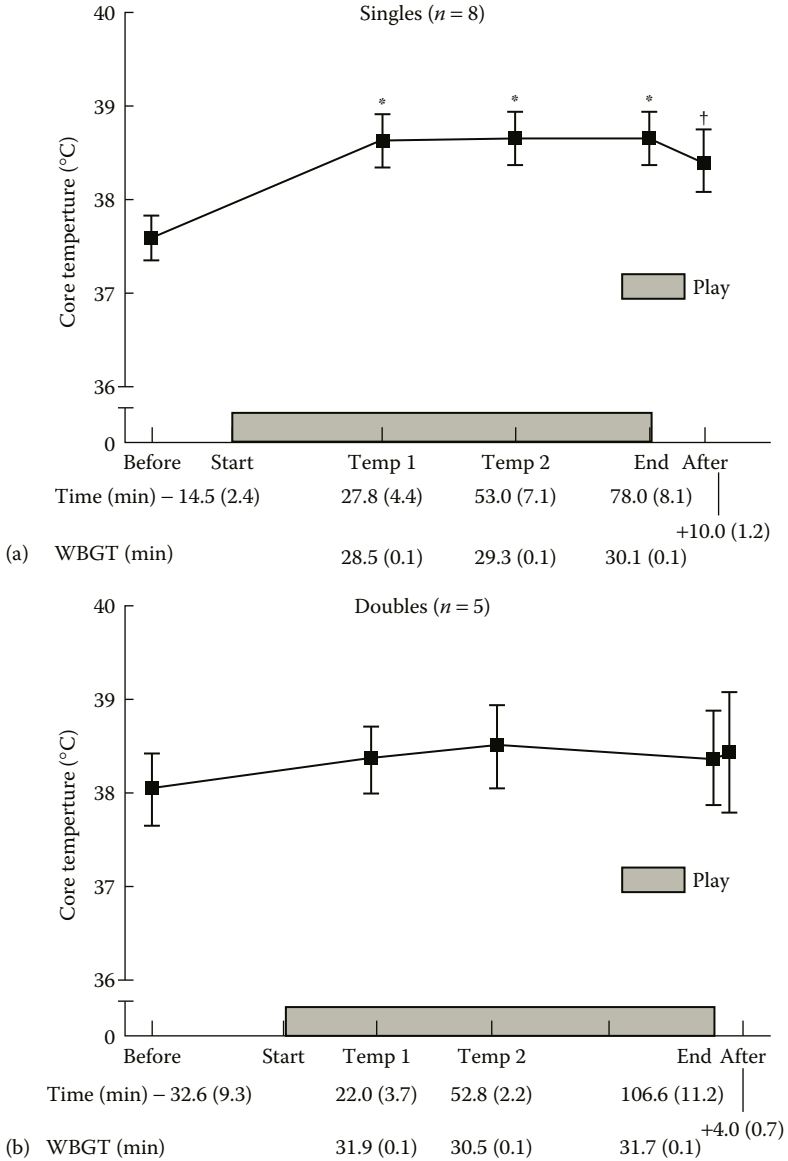 Singles (n = 8)
40
39
38
37
36
0
Core temperture (°C)
*
*
*
†
Play
Before Start Temp 1 Temp 2 End After
Time (min) – 14.5 (2.4) 27.8 (4.4) 53.0 (7.1) 78.0 (8.1)
+10.0 (1.2)
(a) WBGT (min) 28.5 (0.1) 29.3 (0.1) 30.1 (0.1)
Doubles (n = 5)
40
39
38
37
36
0
Core temperture (°C)
Play
Before Start Temp 1 Temp 2 End After
Time (min) – 32.6 (9.3) 22.0 (3.7) 52.8 (2.2) 106.6 (11.2)
+4.0 (0.7)
(b) WBGT (min) 31.9 (0.1) 30.5 (0.1) 31.7 (0.1)